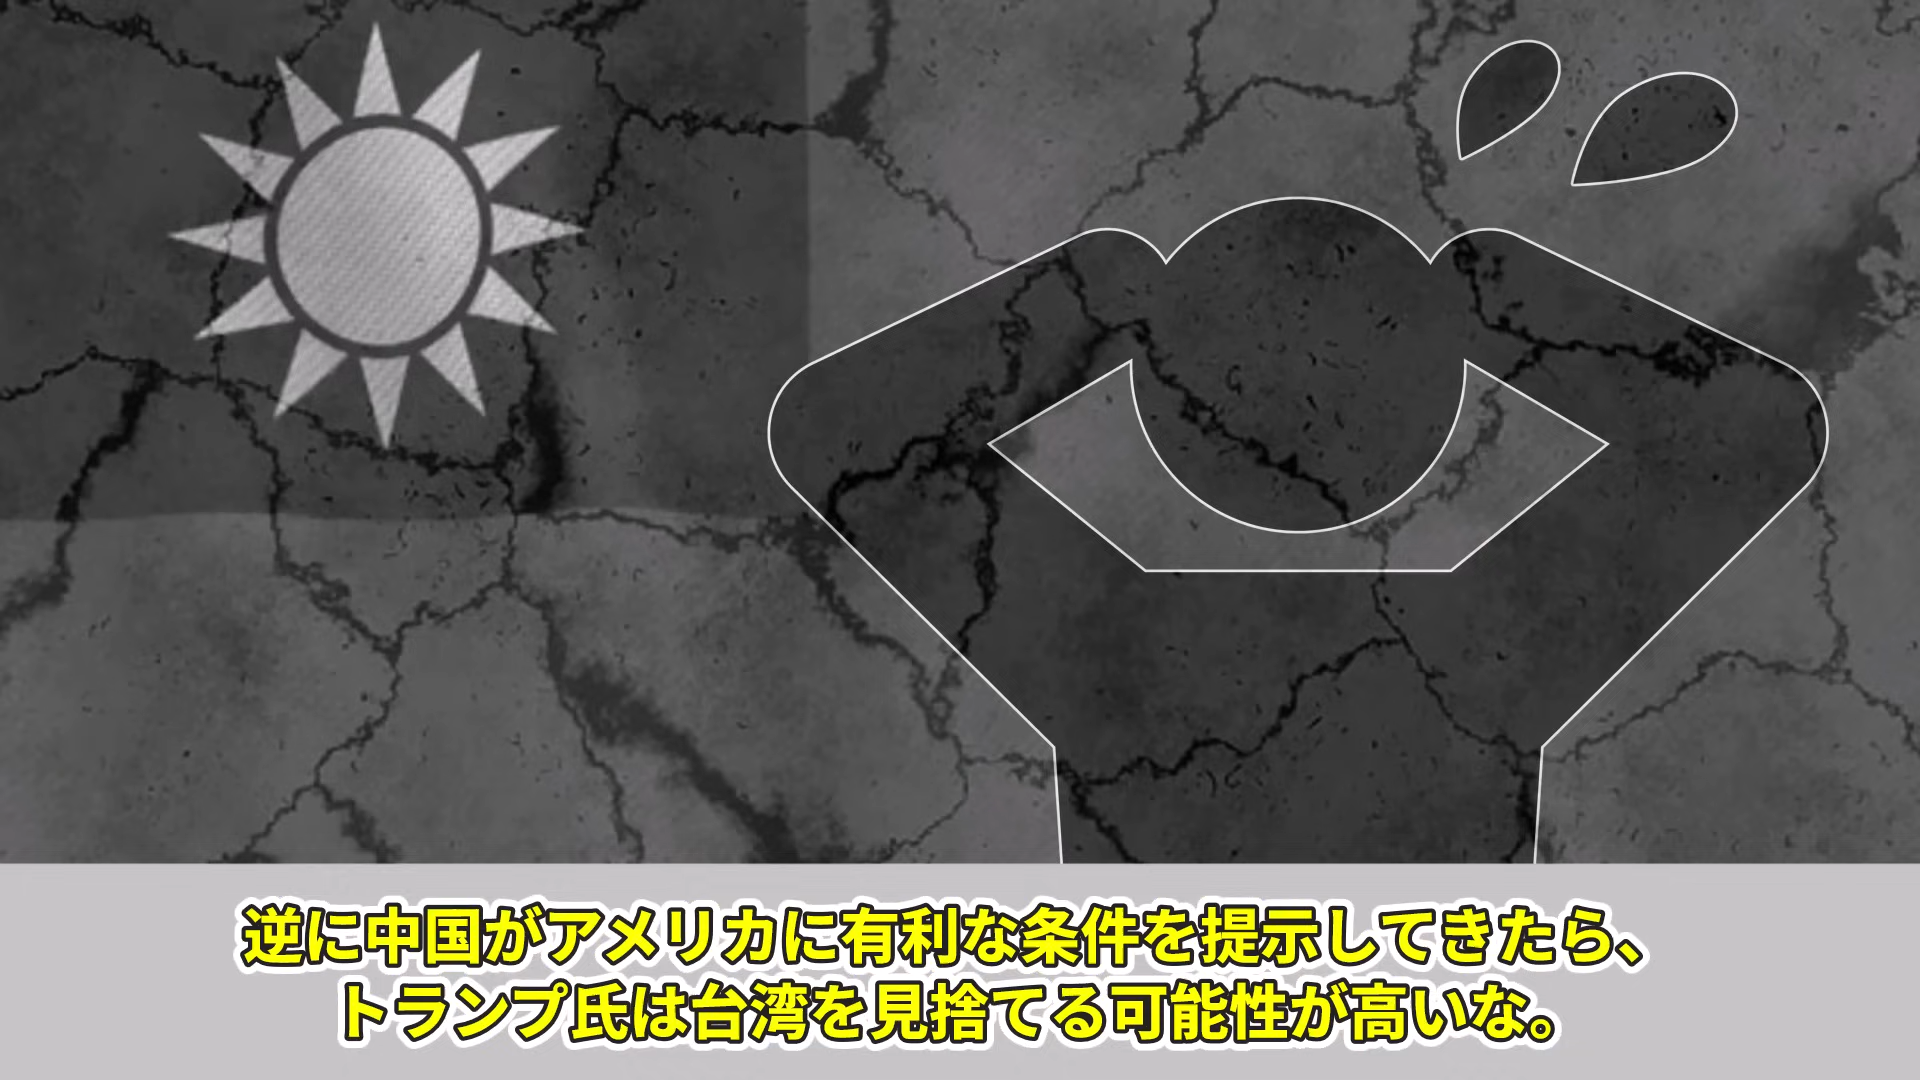 逆に中国がアメリカに有利な条件を提示してきたら、
トランプ氏は台湾を見捨てる可能性が高いな。